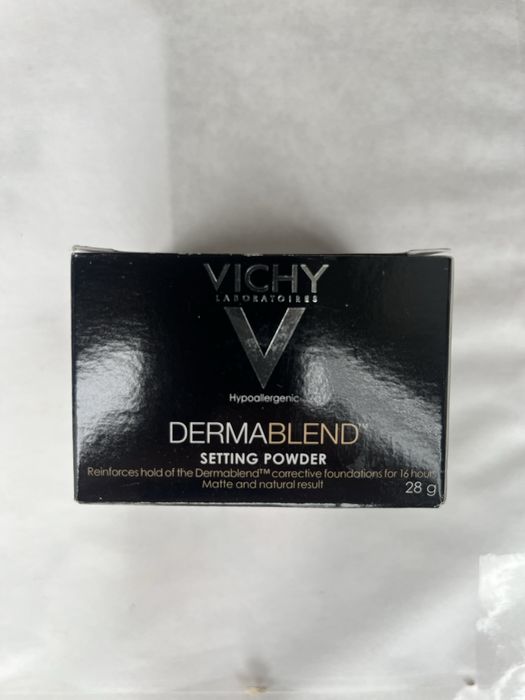 VICHY
LABORATOIRES
V
Hypoallergenic
DERMABLEND™
SETTING POWDER
Reinforces hold of the Dermablend™ corrective foundations for 16 hours
Matte and natural result
28 g